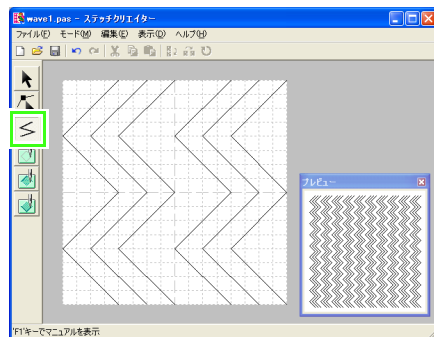 wave1.pas - ステッチクリエイター
ファイル(F) モード(M) 編集(E) 表示(D) ヘルプ(H)
プレビュー
'F1'キーでマニュアルを表示